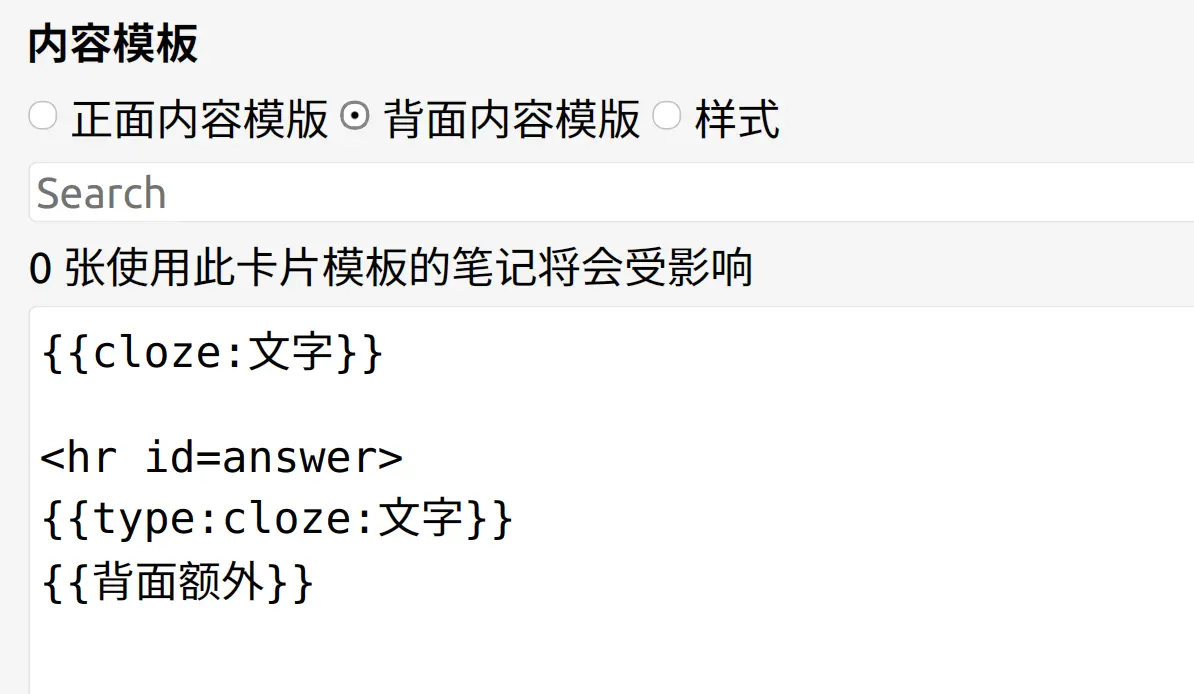 内容模板
正面内容模版 背面内容模版 样式
Search
0 张使用此卡片模板的笔记将会受影响
{{cloze:文字}}
<hr id=answer>
{{type:cloze:文字}}
{{背面额外}}